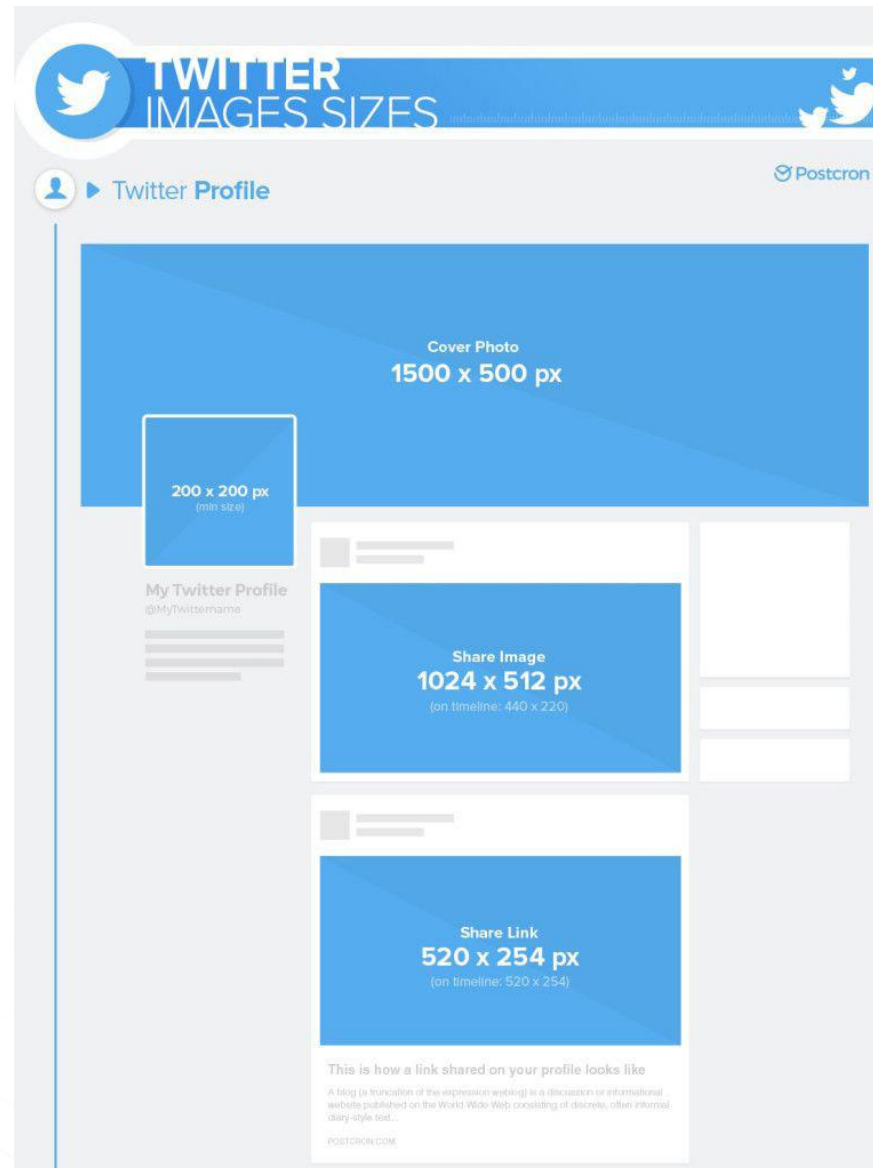 TWITTER
IMAGES SIZES
Postcron
Twitter Profile
Cover Photo
1500 x 500 px
200 x 200 px
(min size)
My Twitter Profile
@MyTwittername
Share Image
1024 x 512 px
(on timeline: 440 x 220)
Share Link
520 x 254 px
(on timeline: 520 x 254)
This is how a link shared on your profile looks like
A blog (a truncation of the expression weblog) is a discussion or informational
website published on the World Wide Web consisting of discrete, often informal
diary-style text...
POSTCRON.COM